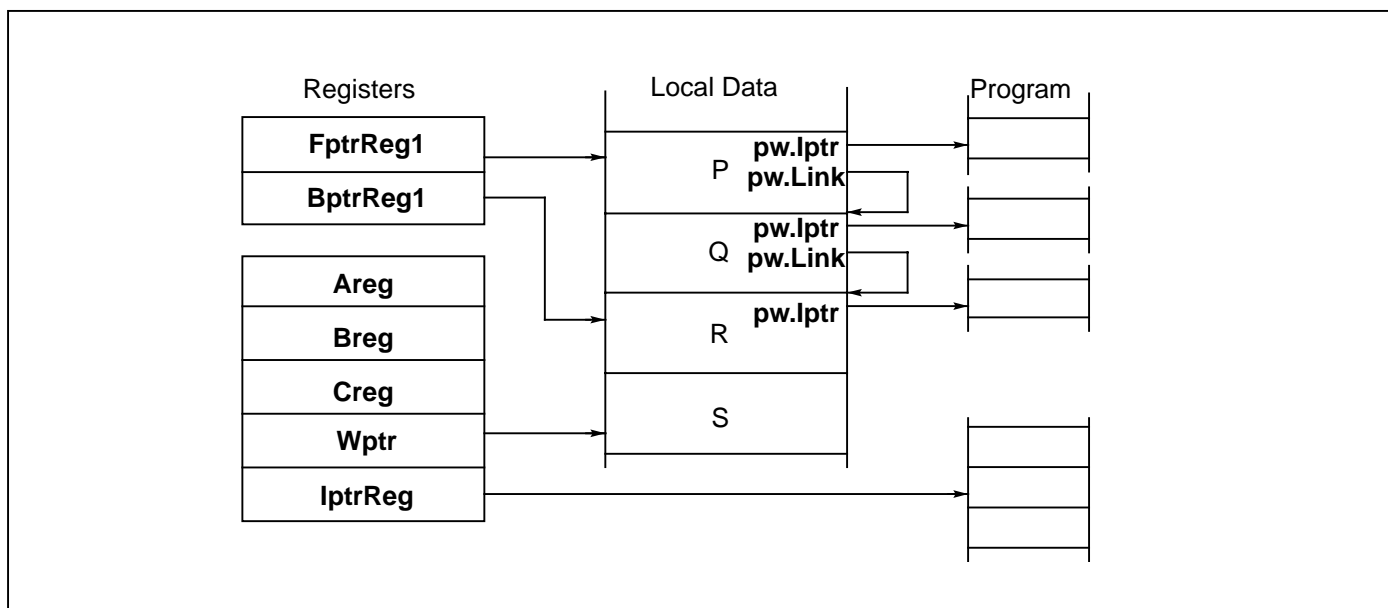 Registers
Local Data
Program
FptrReg1
BptrReg1
Areg
Breg
Creg
Wptr
IptrReg
P
pw.Iptr
pw.Link
Q
pw.Iptr
pw.Link
R
pw.Iptr
S